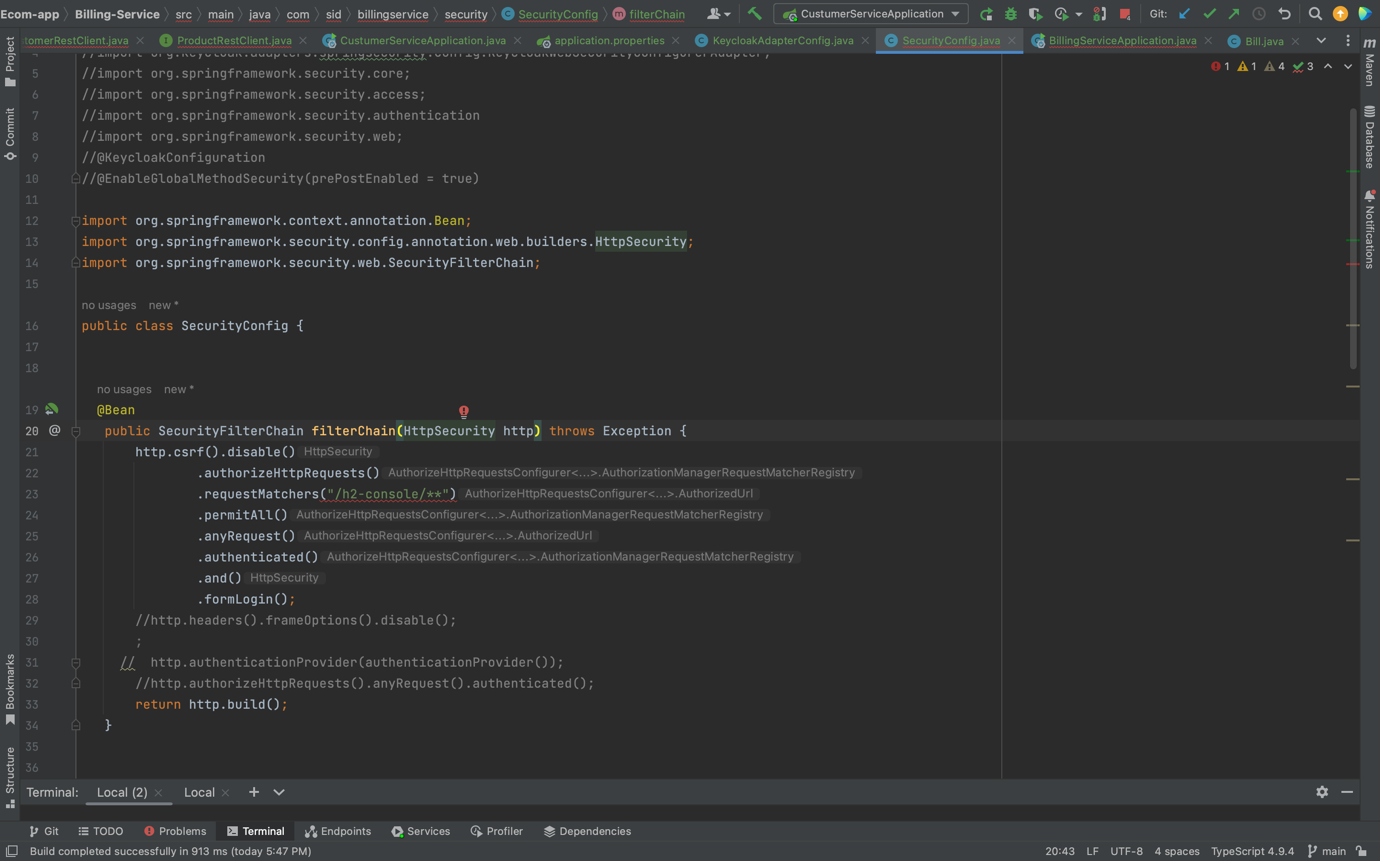 Ecom-app Billing-Service src main java com sid billingservice security SecurityConfig filterChain CustumerServiceApplication Git:
tomerRestClient.java ProductRestClient.java CustumerServiceApplication.java application.properties KeycloakAdapterConfig.java SecurityConfig.java BillingServiceApplication.java Bill.java
1 1 4 3
5 //import org.springframework.security.core;
6 //import org.springframework.security.access;
7 //import org.springframework.security.authentication
8 //import org.springframework.security.web;
9 //@KeycloakConfiguration
10 //@EnableGlobalMethodSecurity(prePostEnabled = true)
11
12 import org.springframework.context.annotation.Bean;
13 import org.springframework.security.config.annotation.web.builders.HttpSecurity;
14 import org.springframework.security.web.SecurityFilterChain;
15
no usages new *
16 public class SecurityConfig {
17
18
no usages new *
19 @Bean
20 @ public SecurityFilterChain filterChain(HttpSecurity http) throws Exception {
21 http.csrf().disable() HttpSecurity
22 .authorizeHttpRequests() AuthorizeHttpRequestsConfigurer<...>.AuthorizationManagerRequestMatcherRegistry
23 .requestMatchers("/h2-console/**") AuthorizeHttpRequestsConfigurer<...>.AuthorizedUrl
24 .permitAll() AuthorizeHttpRequestsConfigurer<...>.AuthorizationManagerRequestMatcherRegistry
25 .anyRequest() AuthorizeHttpRequestsConfigurer<...>.AuthorizedUrl
26 .authenticated() AuthorizeHttpRequestsConfigurer<...>.AuthorizationManagerRequestMatcherRegistry
27 .and() HttpSecurity
28 .formLogin();
29 //http.headers().frameOptions().disable();
30 ;
31 // http.authenticationProvider(authenticationProvider());
32 //http.authorizeHttpRequests().anyRequest().authenticated();
33 return http.build();
34 }
35
36
Project
Commit
Bookmarks
Structure
Maven
Database
Notifications
Terminal: Local (2) Local
Git TODO Problems Terminal Endpoints Services Profiler Dependencies
Build completed successfully in 913 ms (today 5:47 PM) 20:43 LF UTF-8 4 spaces TypeScript 4.9.4 main